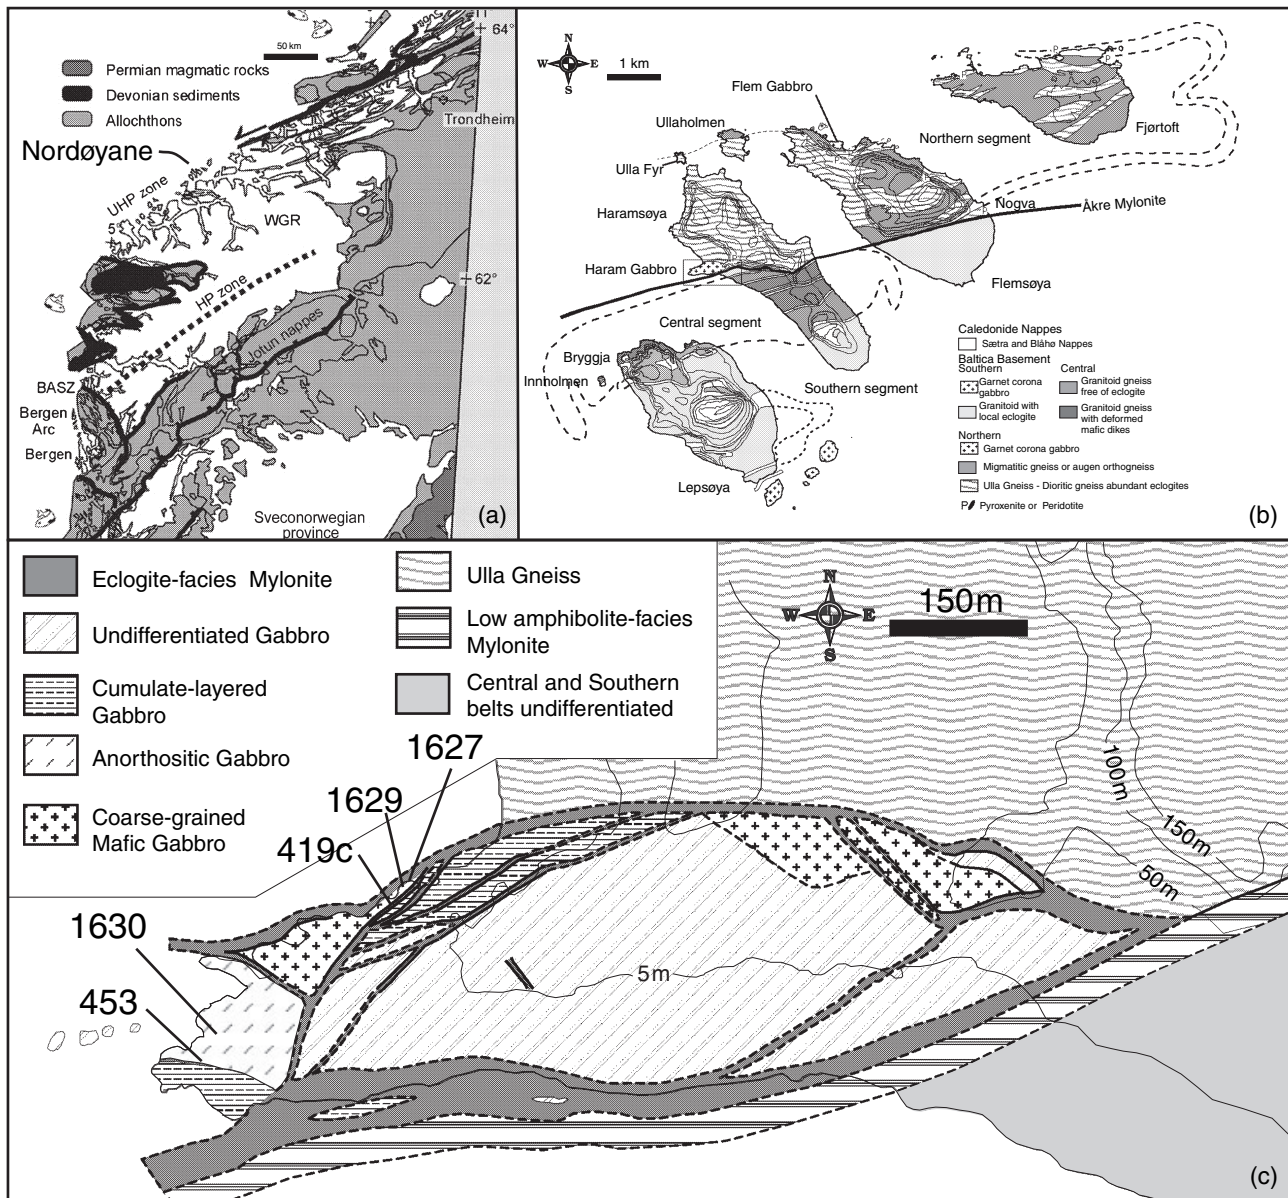 11°
64°
50 km
Permian magmatic rocks
Devonian sediments
Allochthons
Trondheim
Nordøyane
UHP zone
WGR
5°
62°
HP zone
Jotun nappes
BASZ
Bergen
Arc
Bergen
Sveconorwegian
province
(a)
N
W E
S
1 km
Flem Gabbro
Ullaholmen
Northern segment
Fjørtoft
P
P
Ulla Fyr
Nogva
Åkre Mylonite
Haramsøya
Haram Gabbro
Flemsøya
Central segment
Bryggja
Innholmen
Southern segment
Lepsøya
Caledonide Nappes
Sætra and Blåhø Nappes
Baltica Basement
Southern
Central
Garnet corona
gabbro
Granitoid gneiss
free of eclogite
Granitoid with
local eclogite
Granitoid gneiss
with deformed
mafic dikes
Northern
Garnet corona gabbro
Migmatitic gneiss or augen orthogneiss
Ulla Gneiss - Dioritic gneiss abundant eclogites
P Pyroxenite or Peridotite
(b)
Eclogite-facies Mylonite
Undifferentiated Gabbro
Cumulate-layered
Gabbro
Anorthositic Gabbro
Coarse-grained
Mafic Gabbro
Ulla Gneiss
Low amphibolite-facies
Mylonite
Central and Southern
belts undifferentiated
N
W E
S
150m
1627
1629
419c
1630
453
5m
100m
150m
50m
(c)